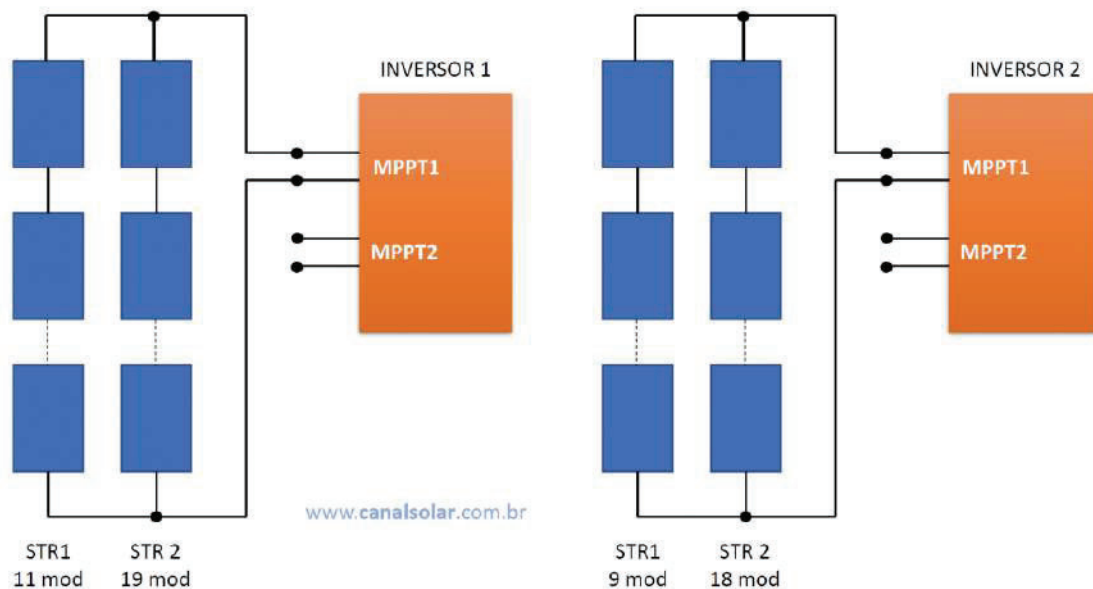 INVERSOR 1
MPPT1
MPPT2
www.canalsolar.com.br
STR1
11 mod
STR 2
19 mod
INVERSOR 2
MPPT1
MPPT2
STR1
9 mod
STR 2
18 mod